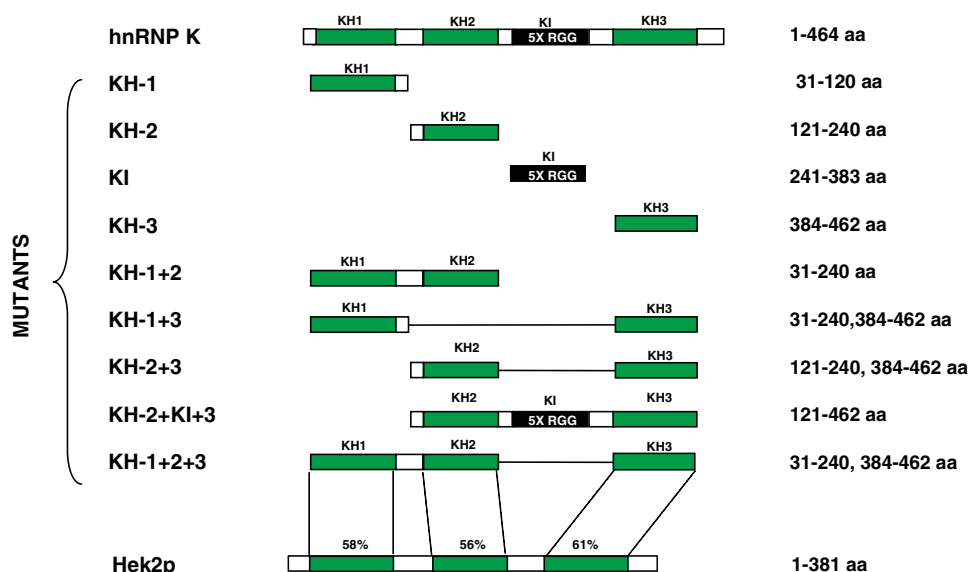 KH1 KH2 KI KH3
hnRNP K 5X RGG 1-464 aa
KH1
KH-1 31-120 aa
KH2
KH-2 121-240 aa
KI
KI 5X RGG 241-383 aa
KH3
KH-3 384-462 aa
MUTANTS
KH1 KH2
KH-1+2 31-240 aa
KH1 KH3
KH-1+3 31-240,384-462 aa
KH2 KH3
KH-2+3 121-240, 384-462 aa
KH2 KI KH3
KH-2+KI+3 5X RGG 121-462 aa
KH1 KH2 KH3
KH-1+2+3 31-240, 384-462 aa
58% 56% 61%
Hek2p 1-381 aa